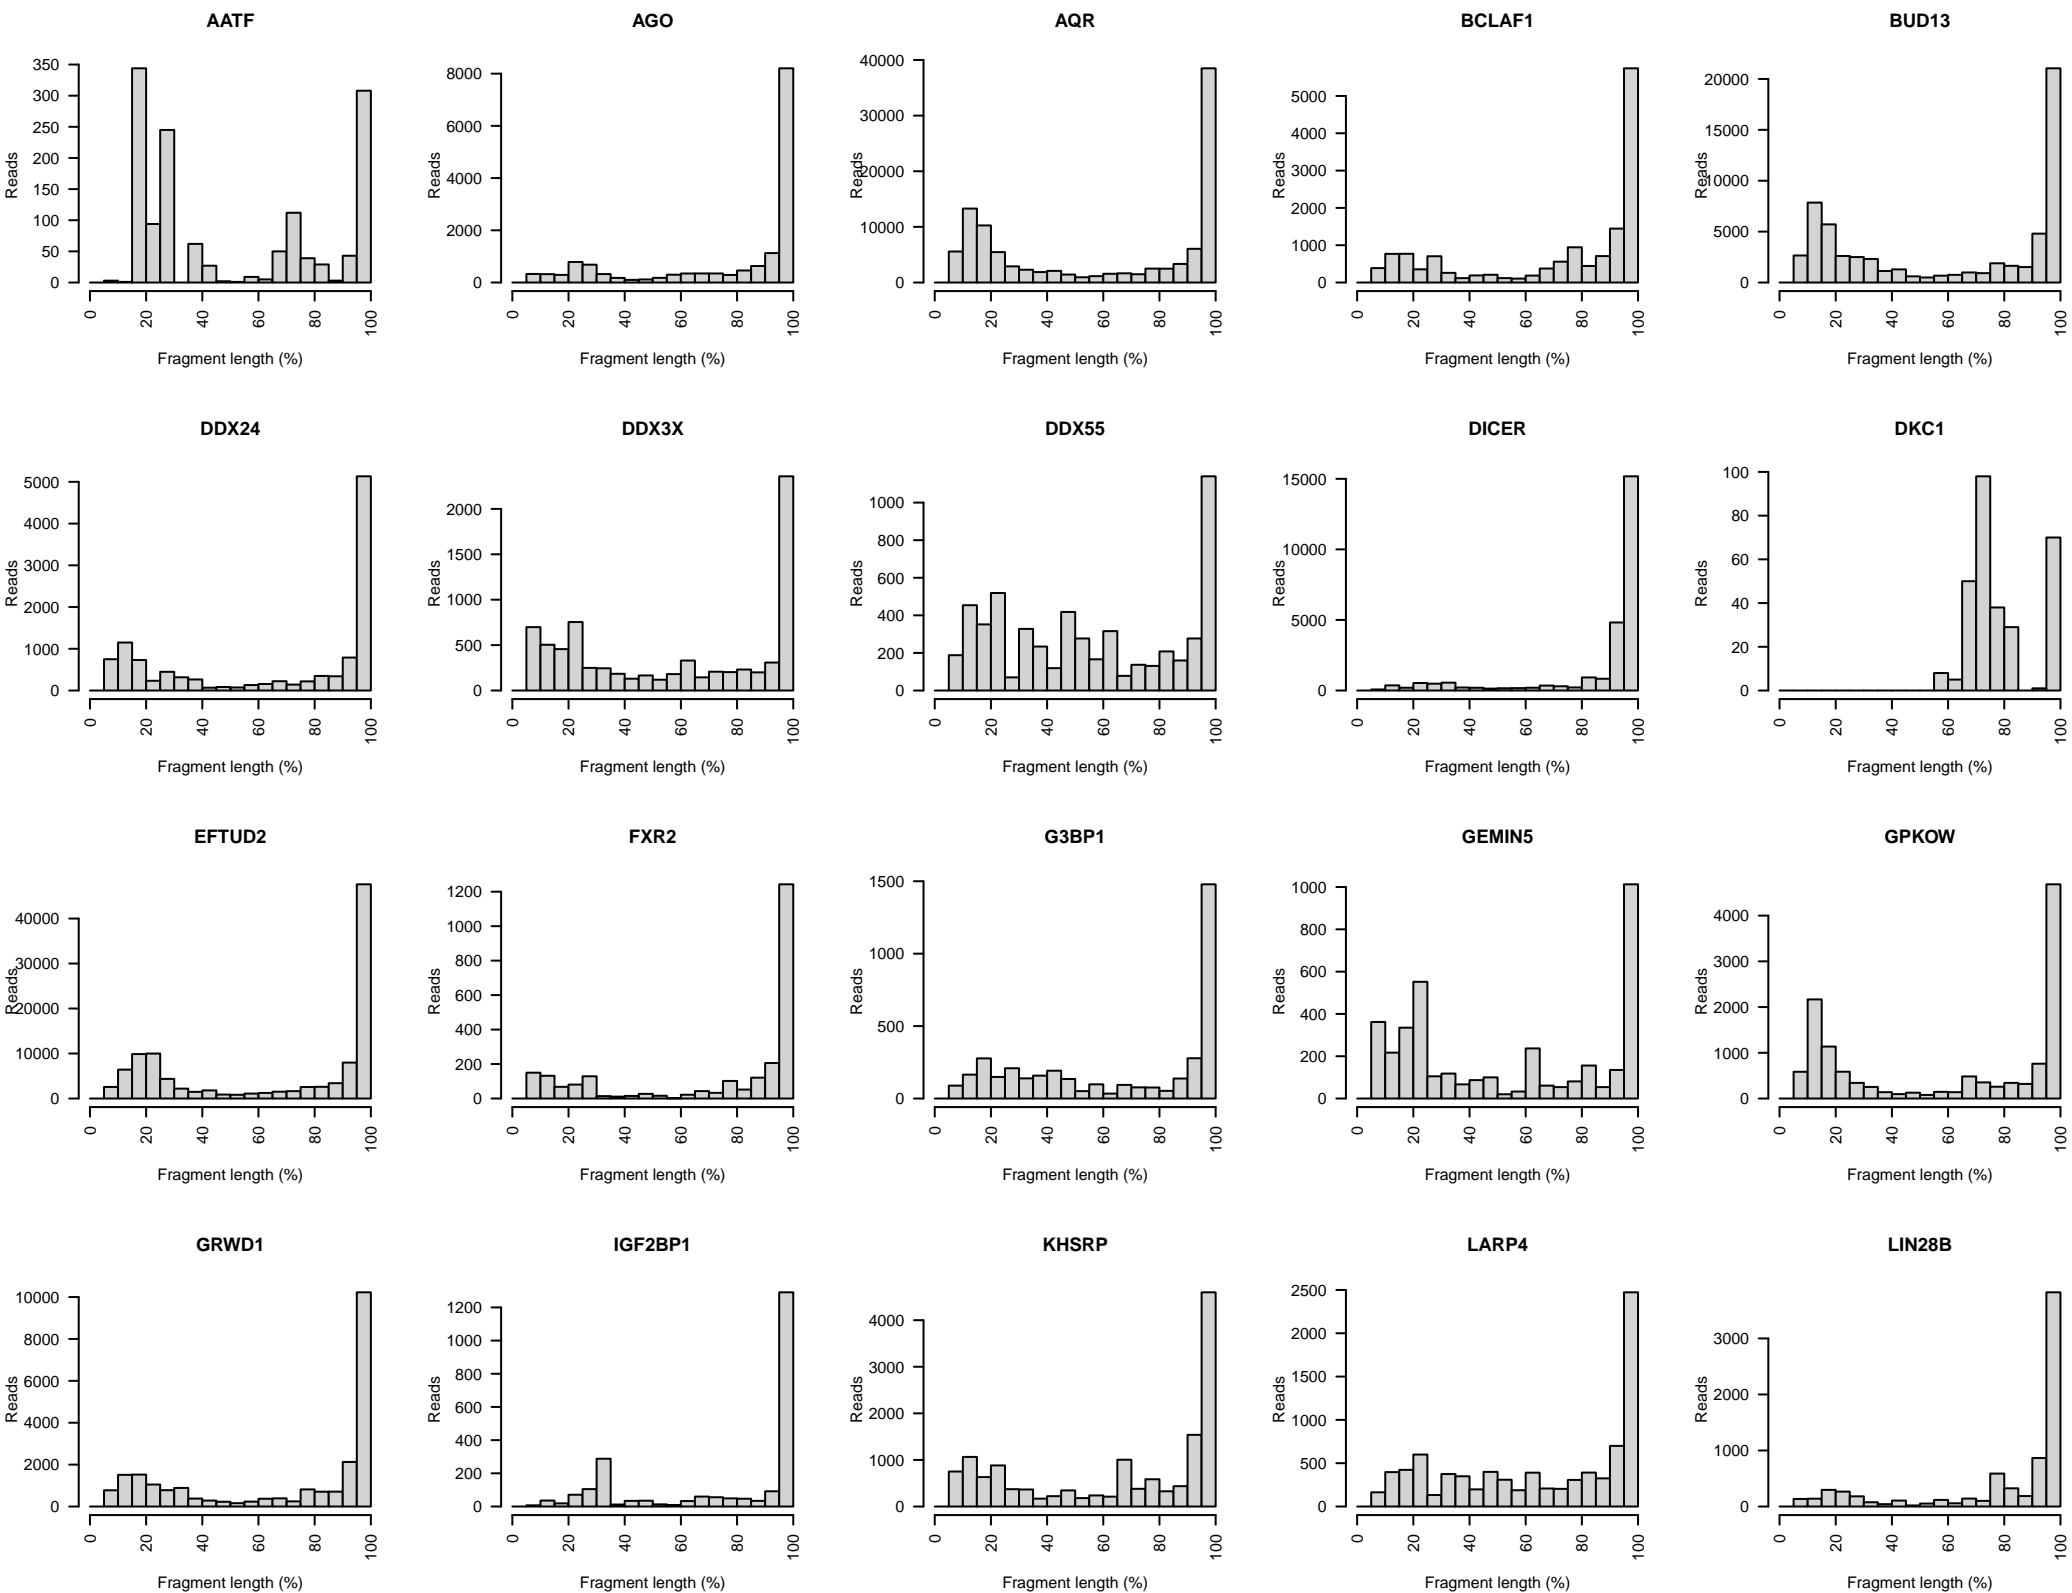 AATF AGO AQR BCLAF1 BUD13
Reads
350
300
250
200
150
100
50
0
0 20 40 60 80 100
Fragment length (%)
Reads
8000
6000
4000
2000
0
0 20 40 60 80 100
Fragment length (%)
Reads
40000
30000
20000
10000
0
0 20 40 60 80 100
Fragment length (%)
Reads
5000
4000
3000
2000
1000
0
0 20 40 60 80 100
Fragment length (%)
Reads
20000
15000
10000
5000
0
0 20 40 60 80 100
Fragment length (%)
DDX24 DDX3X DDX55 DICER DKC1
Reads
5000
4000
3000
2000
1000
0
0 20 40 60 80 100
Fragment length (%)
Reads
2000
1500
1000
500
0
0 20 40 60 80 100
Fragment length (%)
Reads
1000
800
600
400
200
0
0 20 40 60 80 100
Fragment length (%)
Reads
15000
10000
5000
0
0 20 40 60 80 100
Fragment length (%)
Reads
100
80
60
40
20
0
0 20 40 60 80 100
Fragment length (%)
EFTUD2 FXR2 G3BP1 GEMIN5 GPKOW
Reads
40000
30000
20000
10000
0
0 20 40 60 80 100
Fragment length (%)
Reads
1200
1000
800
600
400
200
0
0 20 40 60 80 100
Fragment length (%)
Reads
1500
1000
500
0
0 20 40 60 80 100
Fragment length (%)
Reads
1000
800
600
400
200
0
0 20 40 60 80 100
Fragment length (%)
Reads
4000
3000
2000
1000
0
0 20 40 60 80 100
Fragment length (%)
GRWD1 IGF2BP1 KHSRP LARP4 LIN28B
Reads
10000
8000
6000
4000
2000
0
0 20 40 60 80 100
Fragment length (%)
Reads
1200
1000
800
600
400
200
0
0 20 40 60 80 100
Fragment length (%)
Reads
4000
3000
2000
1000
0
0 20 40 60 80 100
Fragment length (%)
Reads
2500
2000
1500
1000
500
0
0 20 40 60 80 100
Fragment length (%)
Reads
3000
2000
1000
0
0 20 40 60 80 100
Fragment length (%)